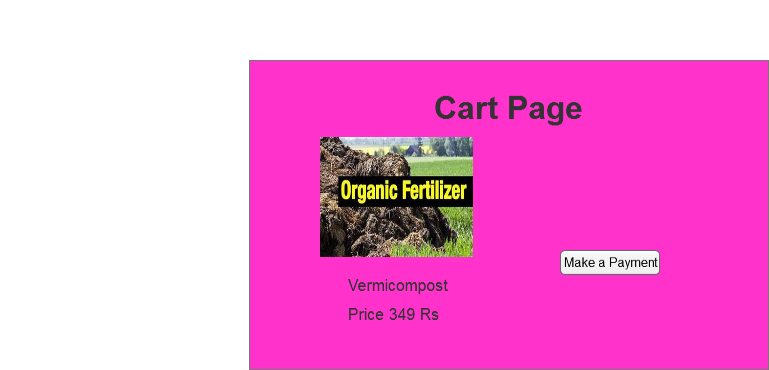 Cart Page
Organic Fertilizer
Make a Payment
Vermicompost
Price 349 Rs